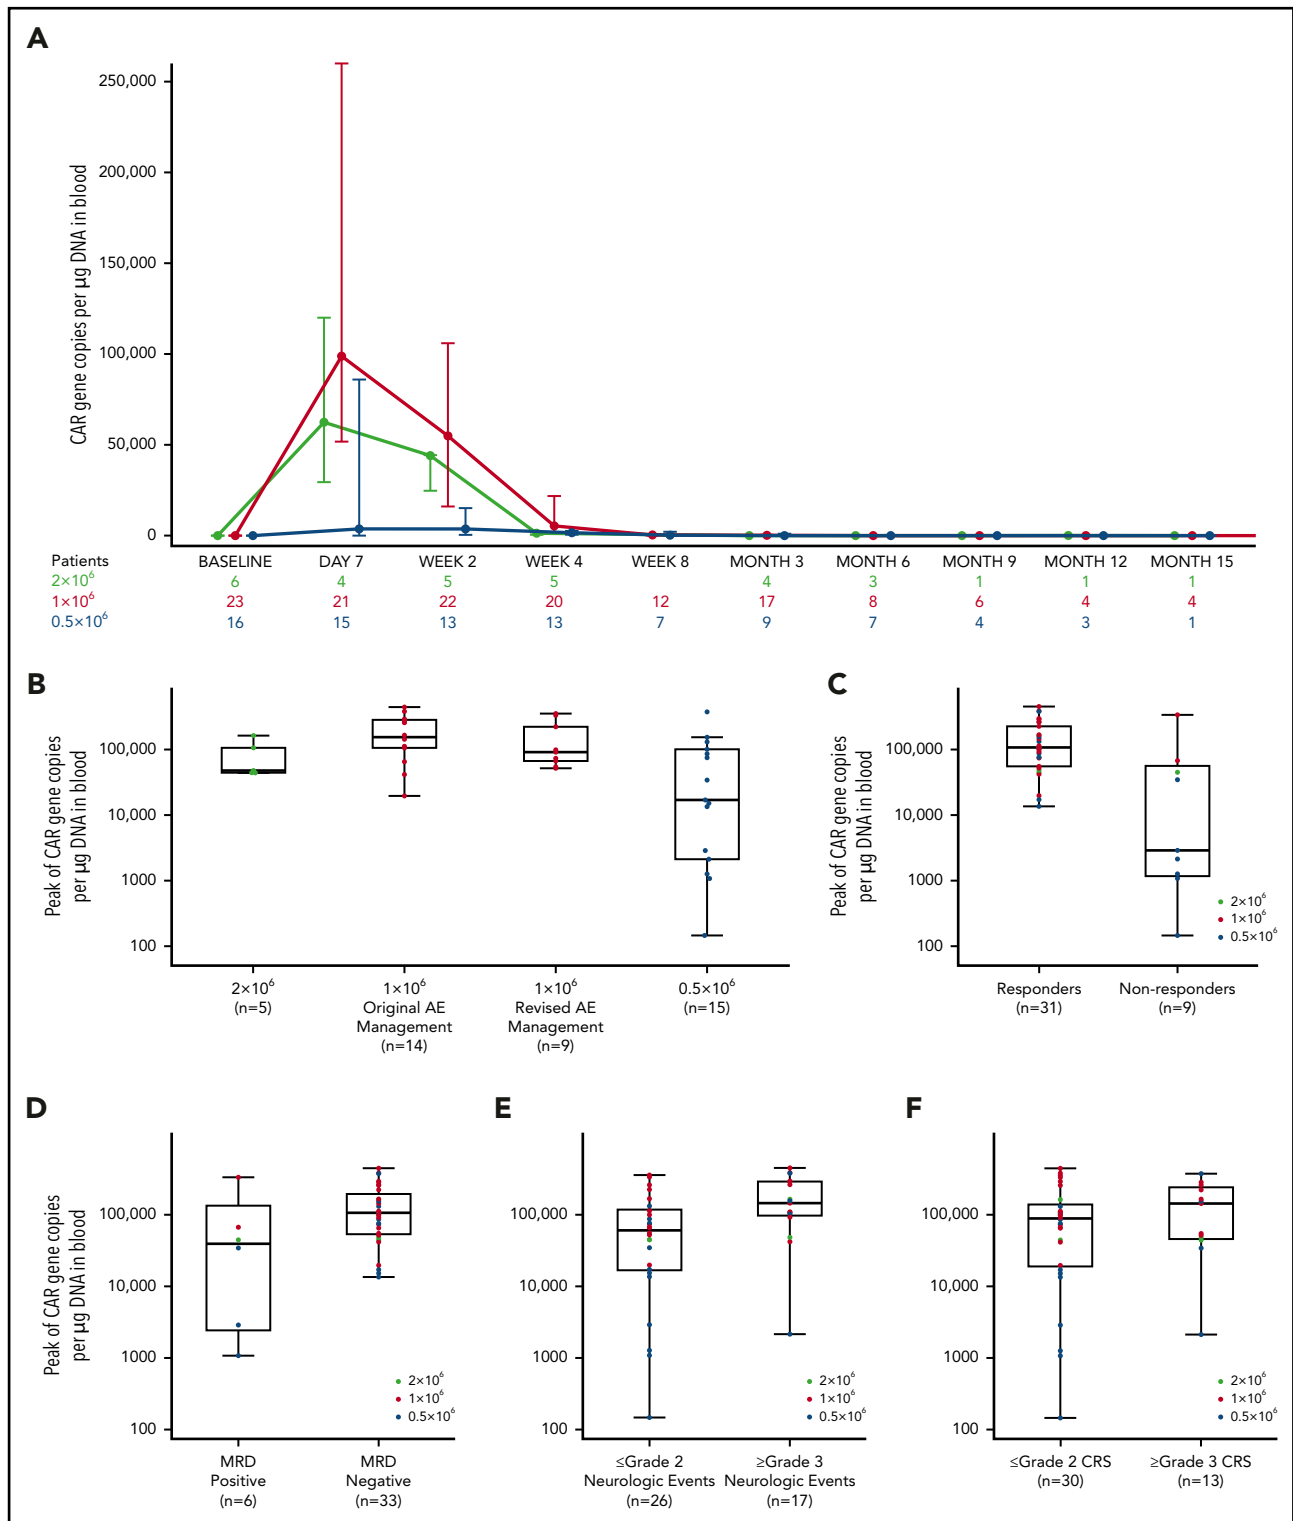 A
CAR gene copies per µg DNA in blood
250,000
200,000
150,000
100,000
50,000
0
Patients BASELINE DAY 7 WEEK 2 WEEK 4 WEEK 8 MONTH 3 MONTH 6 MONTH 9 MONTH 12 MONTH 15
2×10⁶ 6 4 5 5 4 3 1 1 1
1×10⁶ 23 21 22 20 12 17 8 6 4 4
0.5×10⁶ 16 15 13 13 7 9 7 4 3 1
B
Peak of CAR gene copies
per µg DNA in blood
100,000
10,000
1000
100
2×10⁶
(n=5)
1×10⁶
Original AE
Management
(n=14)
1×10⁶
Revised AE
Management
(n=9)
0.5×10⁶
(n=15)
C
Peak of CAR gene copies
per µg DNA in blood
100,000
10,000
1000
100
2×10⁶
1×10⁶
0.5×10⁶
Responders
(n=31)
Non-responders
(n=9)
D
Peak of CAR gene copies
per µg DNA in blood
100,000
10,000
1000
100
2×10⁶
1×10⁶
0.5×10⁶
MRD
Positive
(n=6)
MRD
Negative
(n=33)
E
100,000
10,000
1000
100
2×10⁶
1×10⁶
0.5×10⁶
≤Grade 2
Neurologic Events
(n=26)
≥Grade 3
Neurologic Events
(n=17)
F
100,000
10,000
1000
100
2×10⁶
1×10⁶
0.5×10⁶
≤Grade 2 CRS
(n=30)
≥Grade 3 CRS
(n=13)